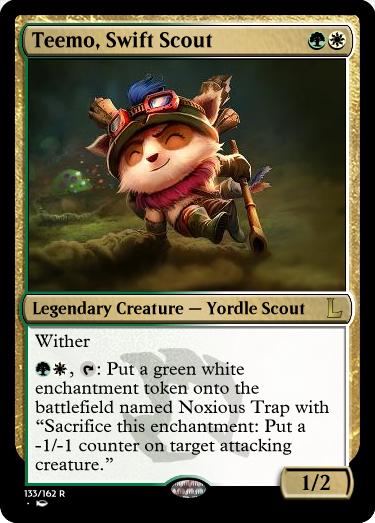 Teemo, Swift Scout
Legendary Creature — Yordle Scout
L
Wither
, : Put a green white
enchantment token onto the
battlefield named Noxious Trap with
“Sacrifice this enchantment: Put a
-1/-1 counter on target attacking
creature.”
1/2
133/162 R